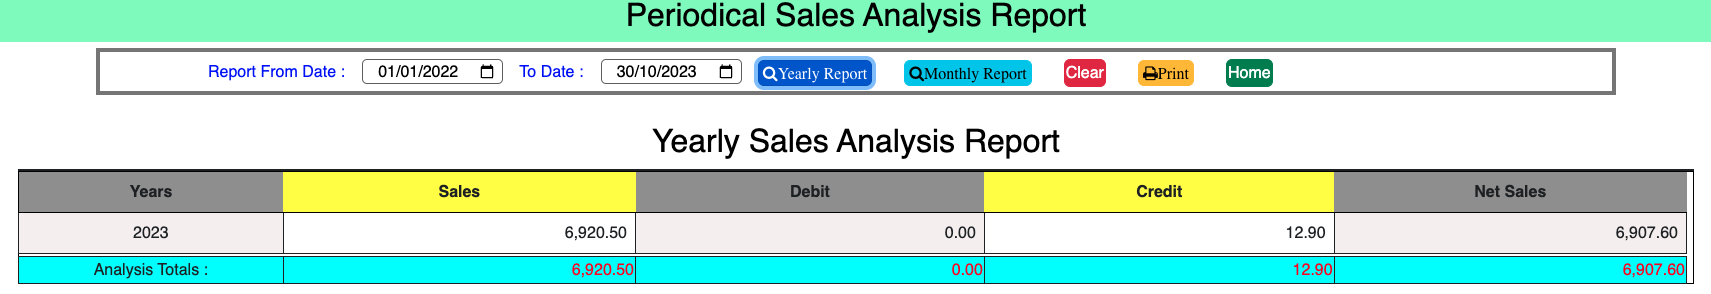 Periodical Sales Analysis Report
Report From Date : 01/01/2022 To Date : 30/10/2023 Yearly Report Monthly Report Clear Print Home
Yearly Sales Analysis Report
Years Sales Debit Credit Net Sales
2023 6,920.50 0.00 12.90 6,907.60
Analysis Totals : 6,920.50 0.00 12.90 6,907.60